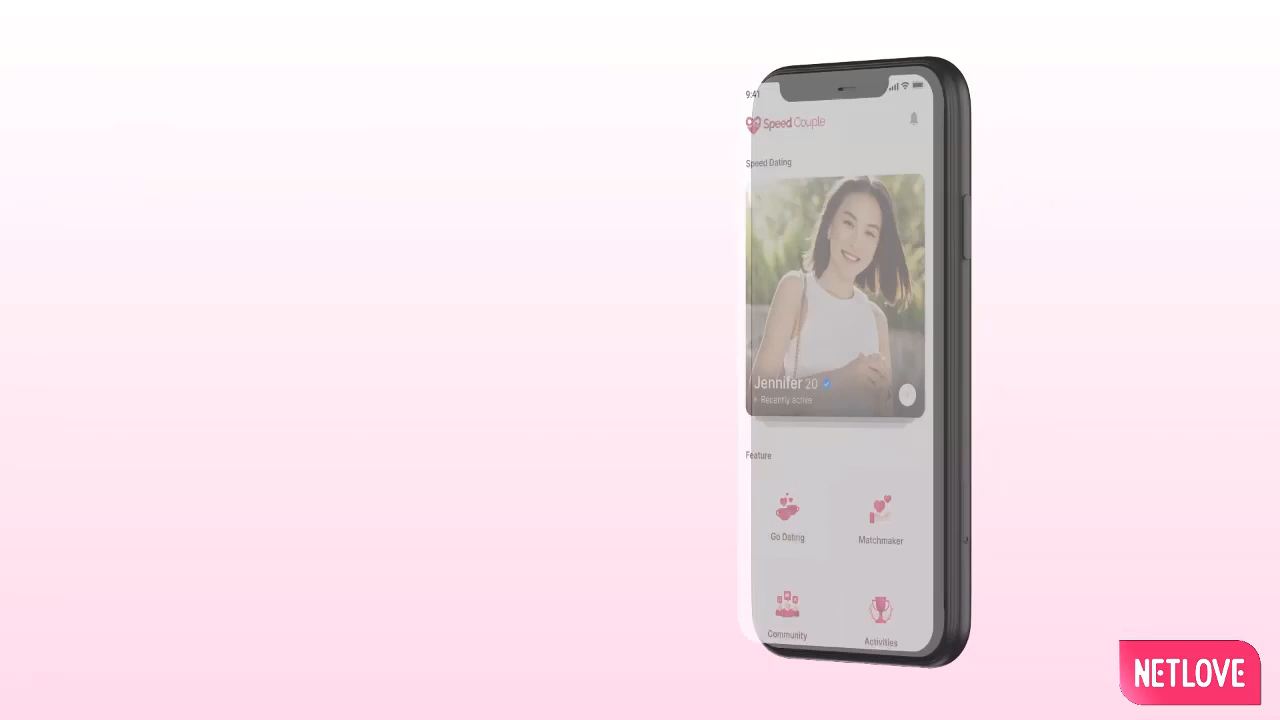 9:41
Speed Couple
Speed Dating
Jennifer 20
Recently active
Feature
Go Dating
Matchmaker
Community
Activities
NETLOVE